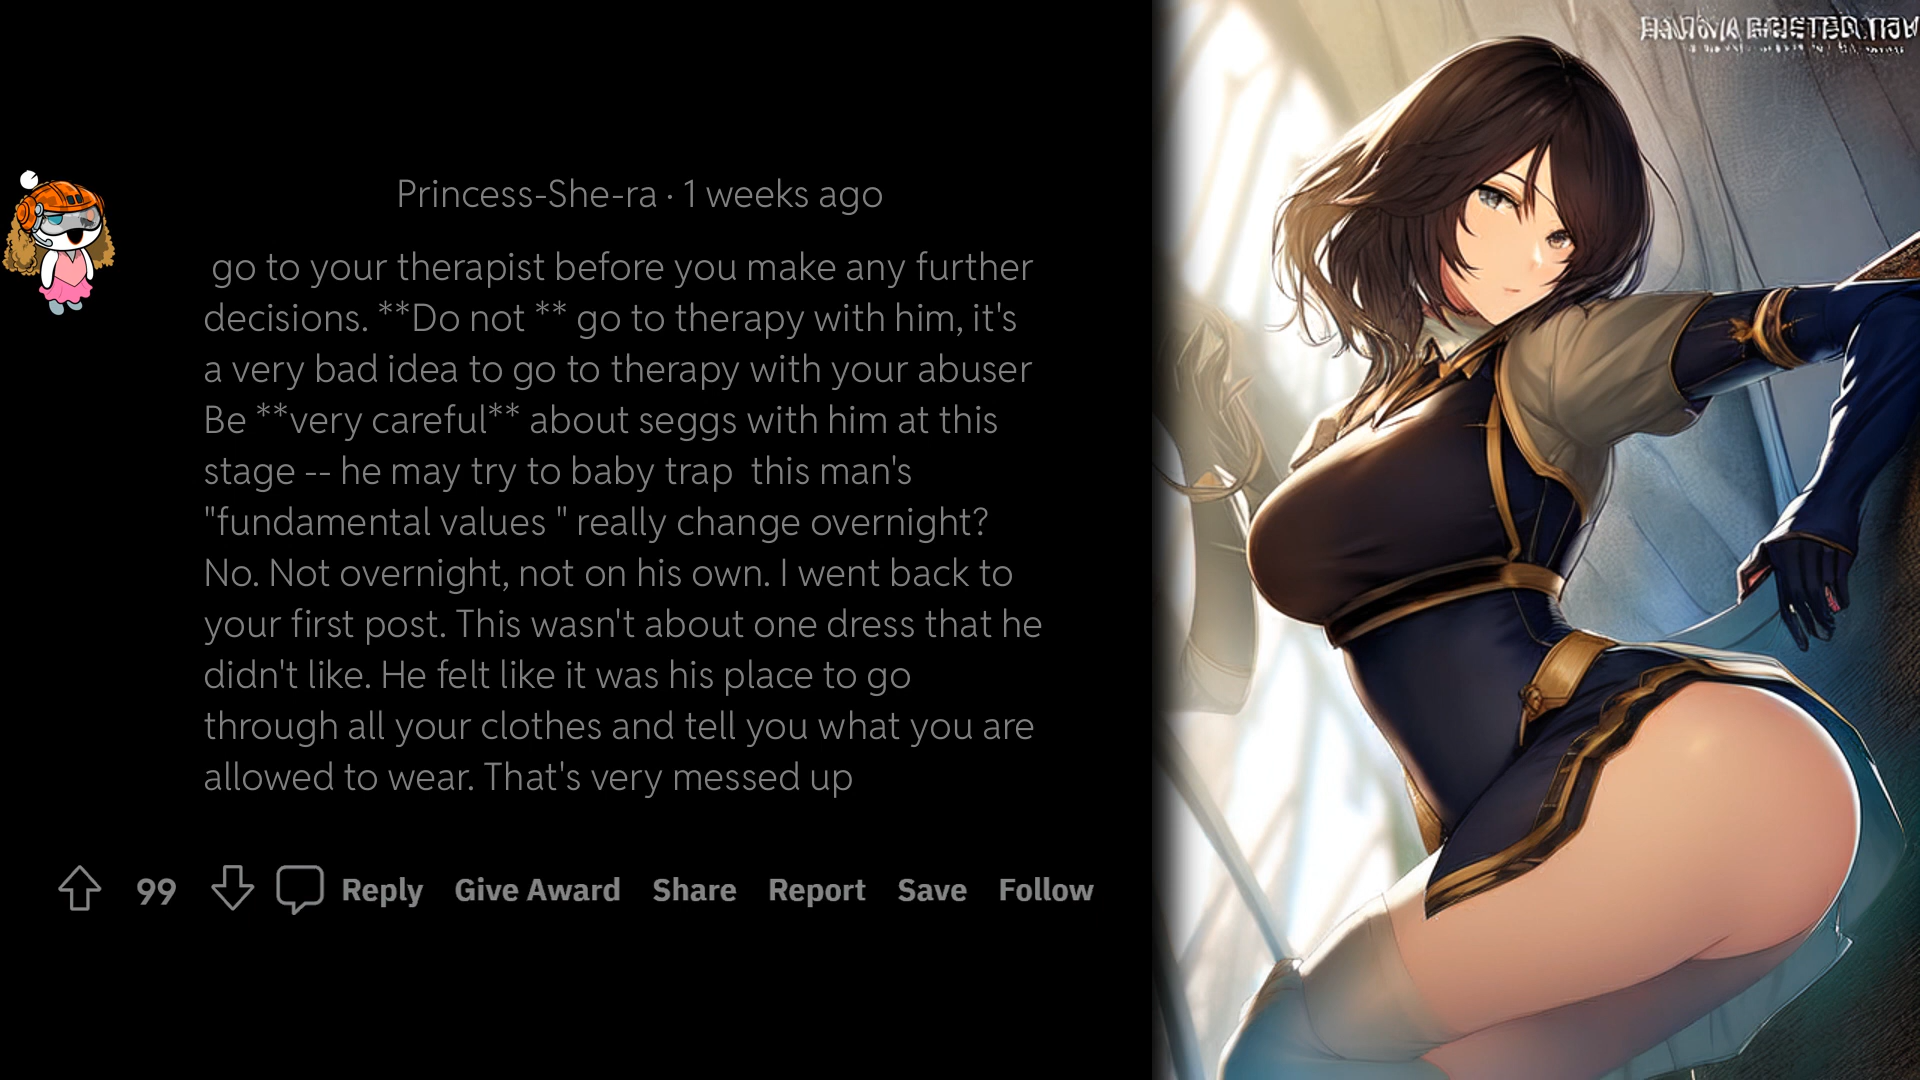 Princess-She-ra · 1 weeks ago
go to your therapist before you make any further
decisions. **Do not ** go to therapy with him, it's
a very bad idea to go to therapy with your abuser
Be **very careful** about seggs with him at this
stage -- he may try to baby trap  this man's
"fundamental values " really change overnight?
No. Not overnight, not on his own. I went back to
your first post. This wasn't about one dress that he
didn't like. He felt like it was his place to go
through all your clothes and tell you what you are
allowed to wear. That's very messed up
99 Reply Give Award Share Report Save Follow